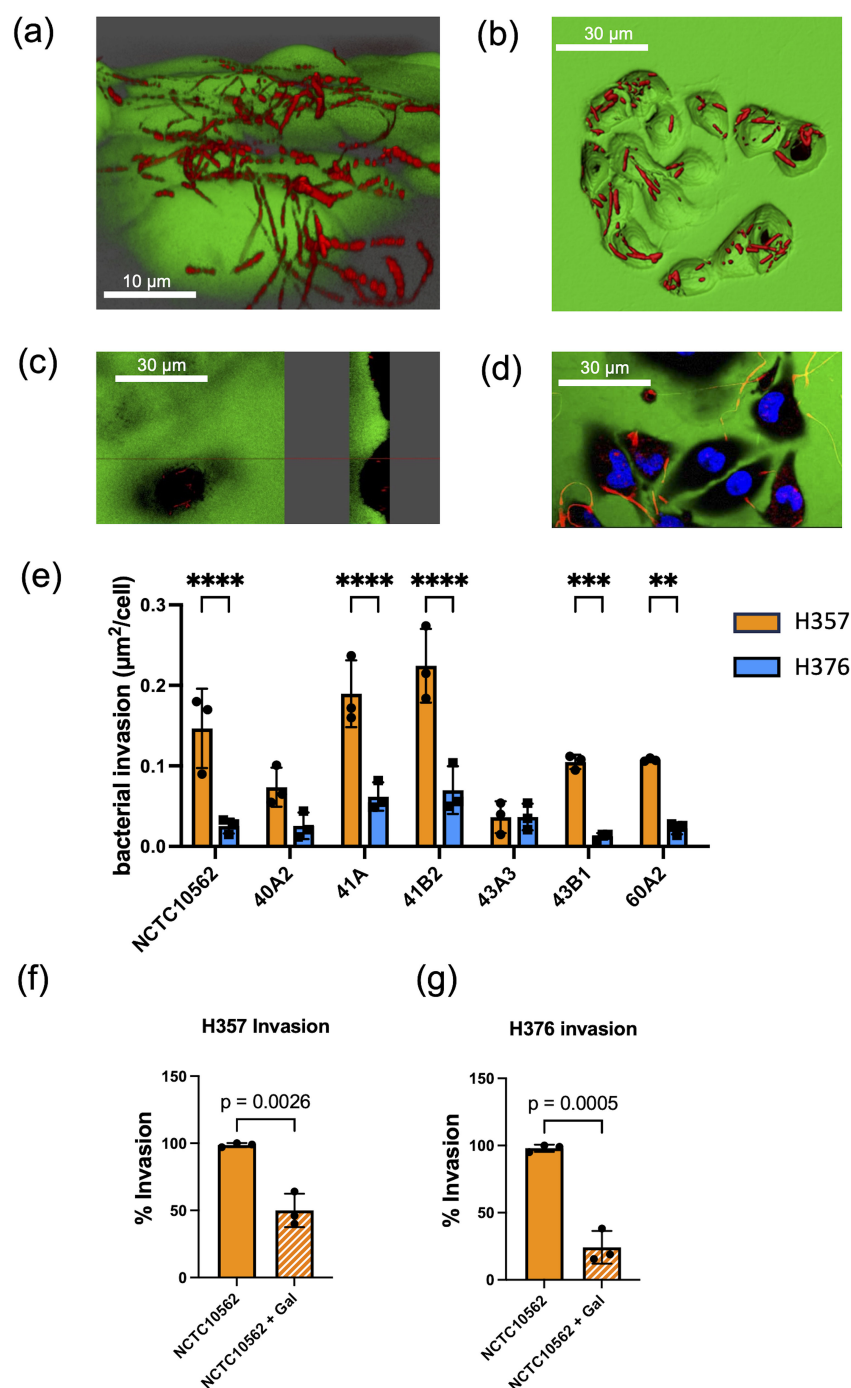 (a)
10 µm
(b)
30 µm
(c)
30 µm
(d)
30 µm
(e)
bacterial invasion (µm²/cell)
0.3
0.2
0.1
0.0
**** **** **** *** **
NCTC10562
40A2
41A
41B2
43A3
43B1
60A2
H357
H376
(f)
H357 Invasion
% Invasion
150
100
50
0
p = 0.0026
NCTC10562
NCTC10562 + Gal
(g)
H376 invasion
% Invasion
150
100
50
0
p = 0.0005
NCTC10562
NCTC10562 + Gal